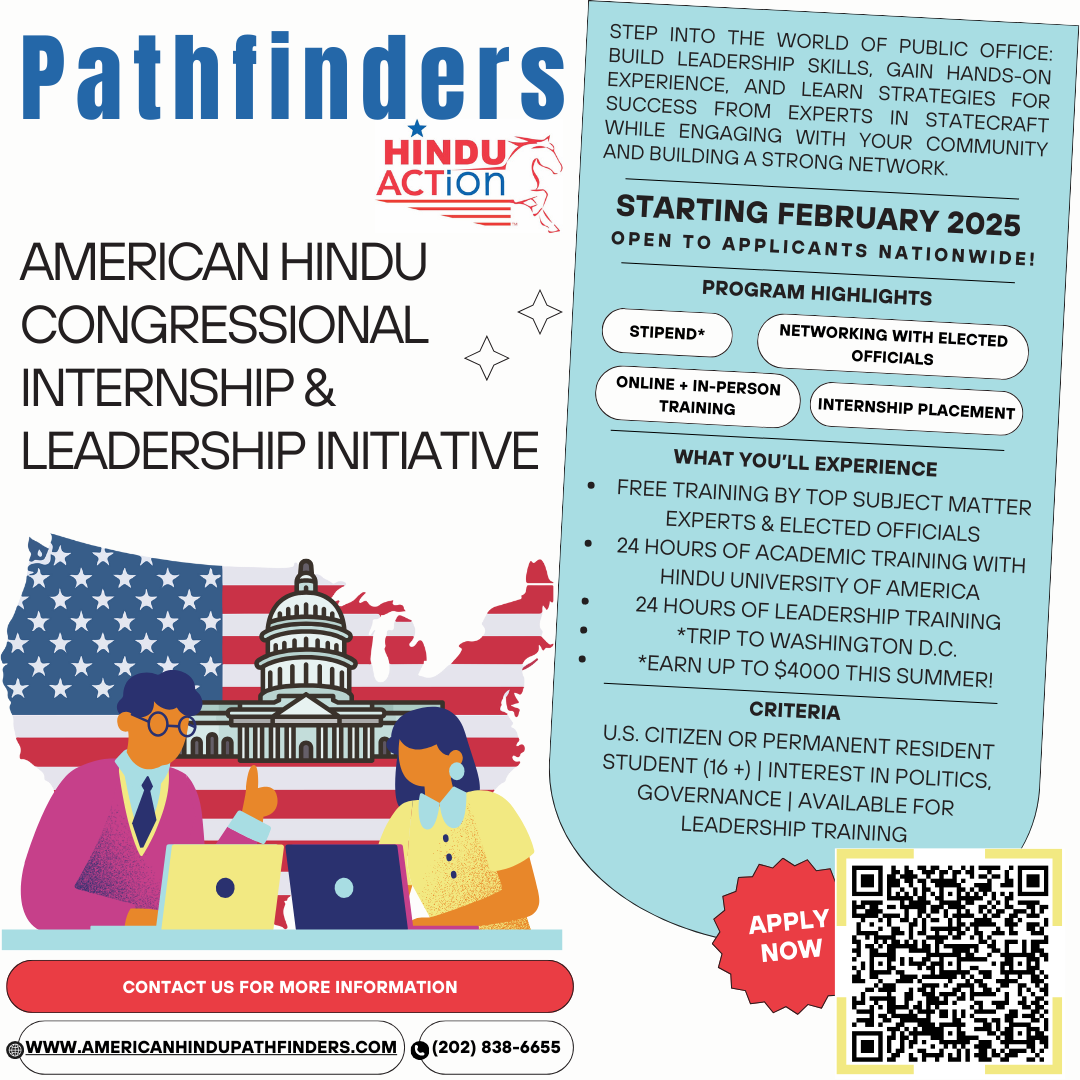 Pathfinders
HINDU
ACTion
AMERICAN HINDU
CONGRESSIONAL
INTERNSHIP &
LEADERSHIP INITIATIVE
STEP INTO THE WORLD OF PUBLIC OFFICE:
BUILD LEADERSHIP SKILLS, GAIN HANDS-ON
EXPERIENCE, AND LEARN STRATEGIES FOR
SUCCESS FROM EXPERTS IN STATECRAFT
WHILE ENGAGING WITH YOUR COMMUNITY
AND BUILDING A STRONG NETWORK.
STARTING FEBRUARY 2025
OPEN TO APPLICANTS NATIONWIDE!
PROGRAM HIGHLIGHTS
STIPEND*
NETWORKING WITH ELECTED
OFFICIALS
ONLINE + IN-PERSON
TRAINING
INTERNSHIP PLACEMENT
WHAT YOU'LL EXPERIENCE
• FREE TRAINING BY TOP SUBJECT MATTER
EXPERTS & ELECTED OFFICIALS
• 24 HOURS OF ACADEMIC TRAINING WITH
HINDU UNIVERSITY OF AMERICA
• 24 HOURS OF LEADERSHIP TRAINING
• *TRIP TO WASHINGTON D.C.
• *EARN UP TO $4000 THIS SUMMER!
CRITERIA
U.S. CITIZEN OR PERMANENT RESIDENT
STUDENT (16 +) | INTEREST IN POLITICS,
GOVERNANCE | AVAILABLE FOR
LEADERSHIP TRAINING
APPLY
NOW
CONTACT US FOR MORE INFORMATION
WWW.AMERICANHINDUPATHFINDERS.COM
(202) 838-6655